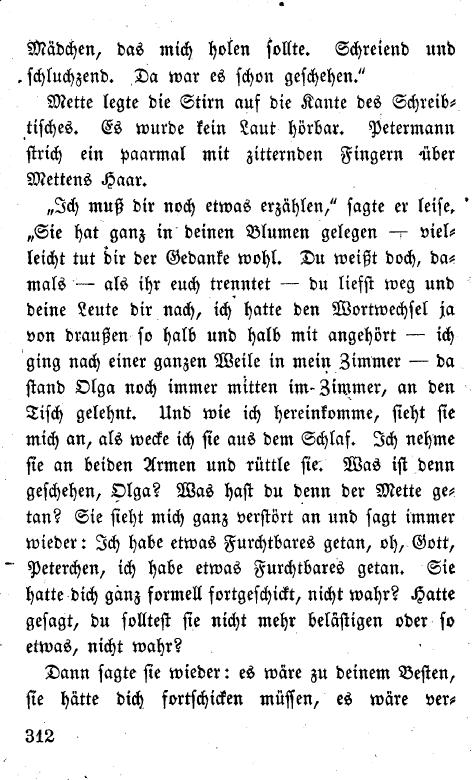 Mädchen, das mich holen sollte. Schreiend und
schluchzend. Da war es schon geschehen.“
Mette legte die Stirn auf die Kante des Schreib-
tisches. Es wurde kein Laut hörbar. Petermann
strich ein paarmal mit zitternden Fingern über
Mettens Haar.
„Ich muß dir noch etwas erzählen,“ sagte er leise.
„Sie hat ganz in deinen Blumen gelegen — viel-
leicht tut dir der Gedanke wohl. Du weißt doch, da-
mals — als ihr euch trenntet — du liefst weg und
deine Leute dir nach, ich hatte den Wortwechsel ja
von draußen so halb und halb mit angehört — ich
ging nach einer ganzen Weile in mein Zimmer — da
stand Olga noch immer mitten im Zimmer, an den
Tisch gelehnt. Und wie ich hereinkomme, sieht sie
mich an, als wecke ich sie aus dem Schlaf. Ich nehme
sie an beiden Armen und rüttle sie. Was ist denn
geschehen, Olga? Was hast du denn der Mette ge-
tan? Sie sieht mich ganz verstört an und sagt immer
wieder: Ich habe etwas Furchtbares getan, oh, Gott,
Peterchen, ich habe etwas Furchtbares getan. Sie
hatte dich ganz formell fortgeschickt, nicht wahr? Hatte
gesagt, du solltest sie nicht mehr belästigen oder so
etwas, nicht wahr?
Dann sagte sie wieder: es wäre zu deinem Besten,
sie hätte dich fortschicken müssen, es wäre ver-
312